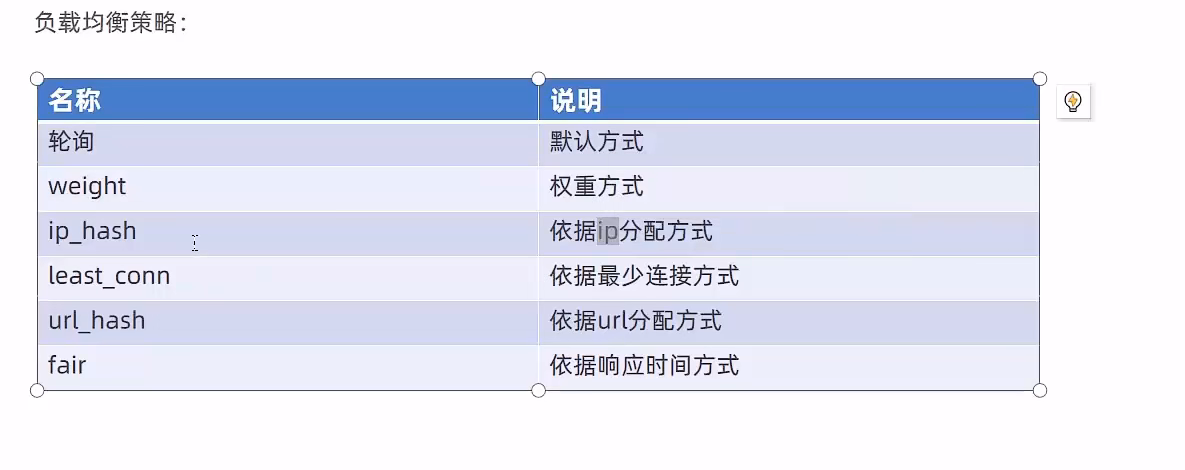 负载均衡策略：
名称 说明
轮询 默认方式
weight 权重方式
ip_hash 依据ip分配方式
least_conn 依据最少连接方式
url_hash 依据url分配方式
fair 依据响应时间方式